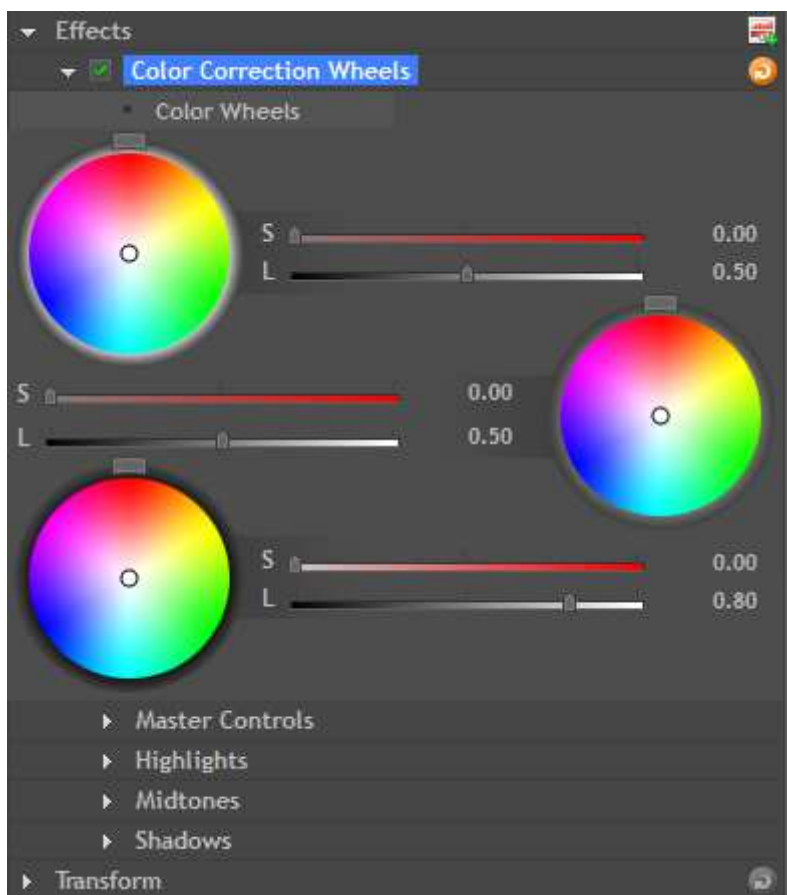 Effects
Color Correction Wheels
Color Wheels
S 0.00
L 0.50
S 0.00
L 0.50
S 0.00
L 0.80
Master Controls
Highlights
Midtones
Shadows
Transform